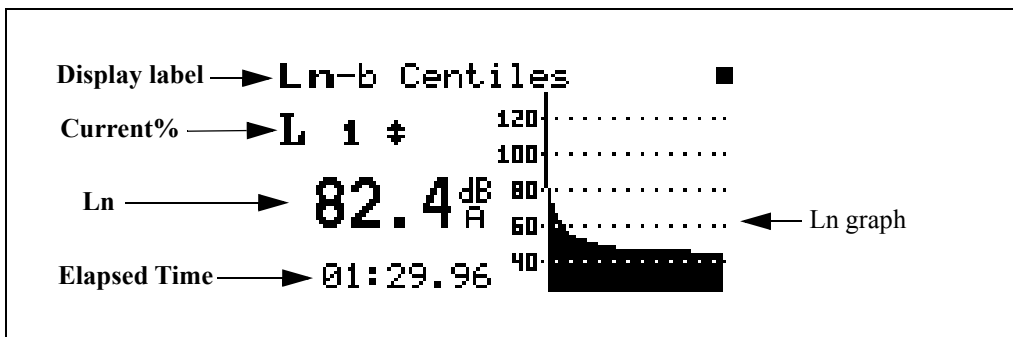 Display label
Ln-b Centiles
Current%
L 1
Ln
82.4 dB A
Elapsed Time
01:29.96
120
100
80
60
40
Ln graph